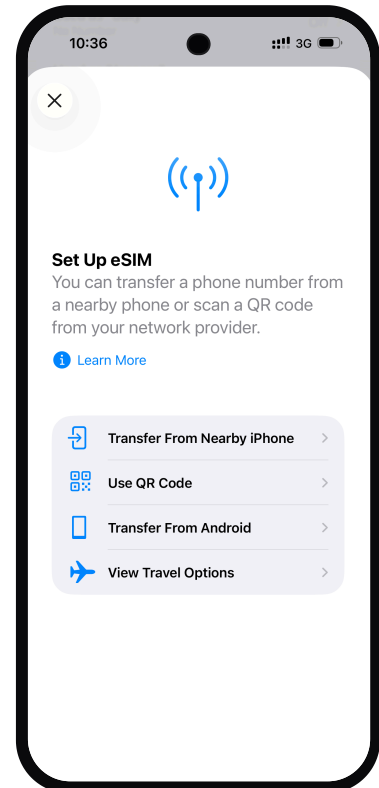 10:36
3G
Set Up eSIM
You can transfer a phone number from
a nearby phone or scan a QR code
from your network provider.
Learn More
Transfer From Nearby iPhone
Use QR Code
Transfer From Android
View Travel Options